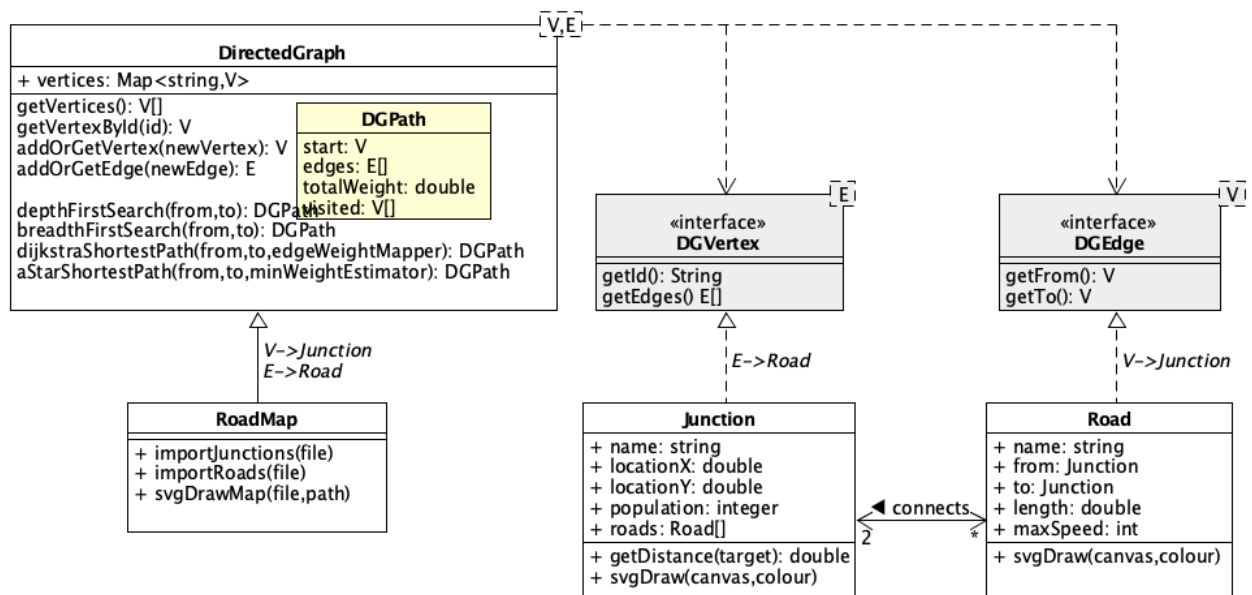 V,E
DirectedGraph
+ vertices: Map<string,V>
getVertices(): V[]
getVertexById(id): V
addOrGetVertex(newVertex): V
addOrGetEdge(newEdge): E
depthFirstSearch(from,to): DGPath
breadthFirstSearch(from,to): DGPath
dijkstraShortestPath(from,to,edgeWeightMapper): DGPath
aStarShortestPath(from,to,minWeightEstimator): DGPath
DGPath
start: V
edges: E[]
totalWeight: double
visited: V[]
E
«interface»
DGVertex
getId(): String
getEdges() E[]
V
«interface»
DGEdge
getFrom(): V
getTo(): V
V->Junction
E->Road
E->Road
V->Junction
RoadMap
+ importJunctions(file)
+ importRoads(file)
+ svgDrawMap(file,path)
Junction
+ name: string
+ locationX: double
+ locationY: double
+ population: integer
+ roads: Road[]
+ getDistance(target): double
+ svgDraw(canvas,colour)
◀ connects
2
*
Road
+ name: string
+ from: Junction
+ to: Junction
+ length: double
+ maxSpeed: int
+ svgDraw(canvas,colour)